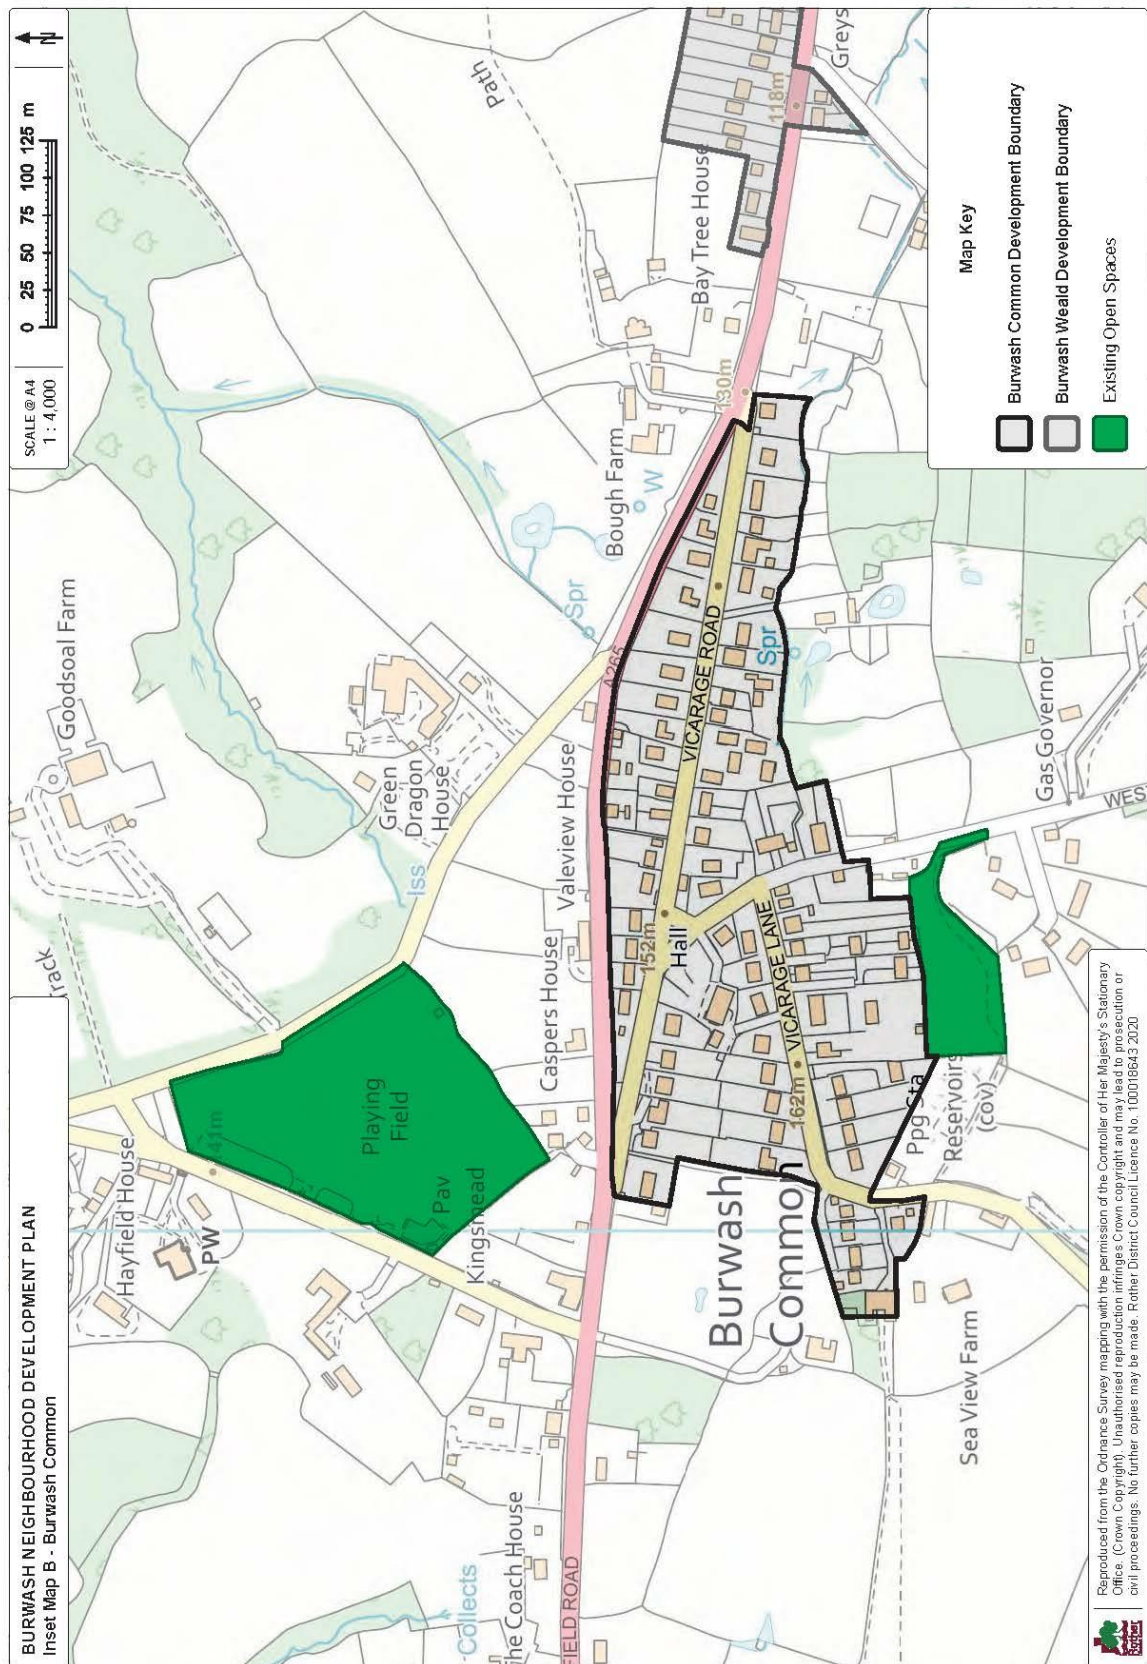 BURWASH NEIGHBOURHOOD DEVELOPMENT PLAN
Inset Map B - Burwash Common
SCALE @ A4
1 : 4,000
0 25 50 75 100 125 m
N
Goodsoal Farm
Path
Hayfield House
PW
141m
Playing
Field
Pav
Kingsmead
Iss
Green
Dragon
House
Spr
W
Bough Farm
Bay Tree House
Collects
he Coach House
FIELD ROAD
Caspers House
Valeview House
A265
130m
118m
Greys
Burwash
Common
152m
Hall
VICARAGE ROAD
Spr
162m
VICARAGE LANE
Ppg Sta
Reservoirs
(cov)
Sea View Farm
Gas Governor
WES
Map Key
Burwash Common Development Boundary
Burwash Weald Development Boundary
Existing Open Spaces
Rother
Reproduced from the Ordnance Survey mapping with the permission of the Controller of Her Majesty's Stationary
Office. (Crown Copyright). Unauthorised reproduction infringes Crown copyright and may lead to prosecution or
civil proceedings. No further copies may be made. Rother District Council Licence No. 100018643 2020